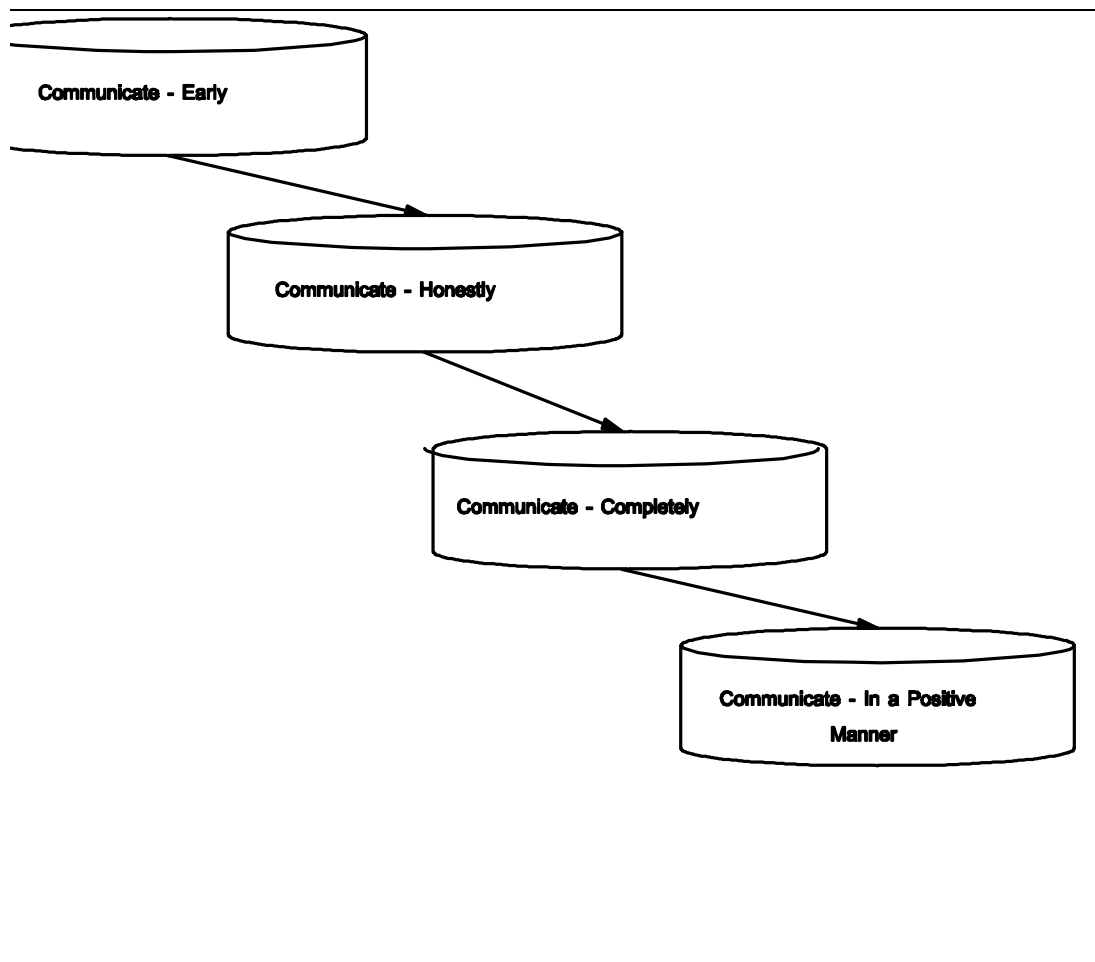 Communicate - Early
Communicate - Honestly
Communicate - Completely
Communicate - In a Positive
Manner